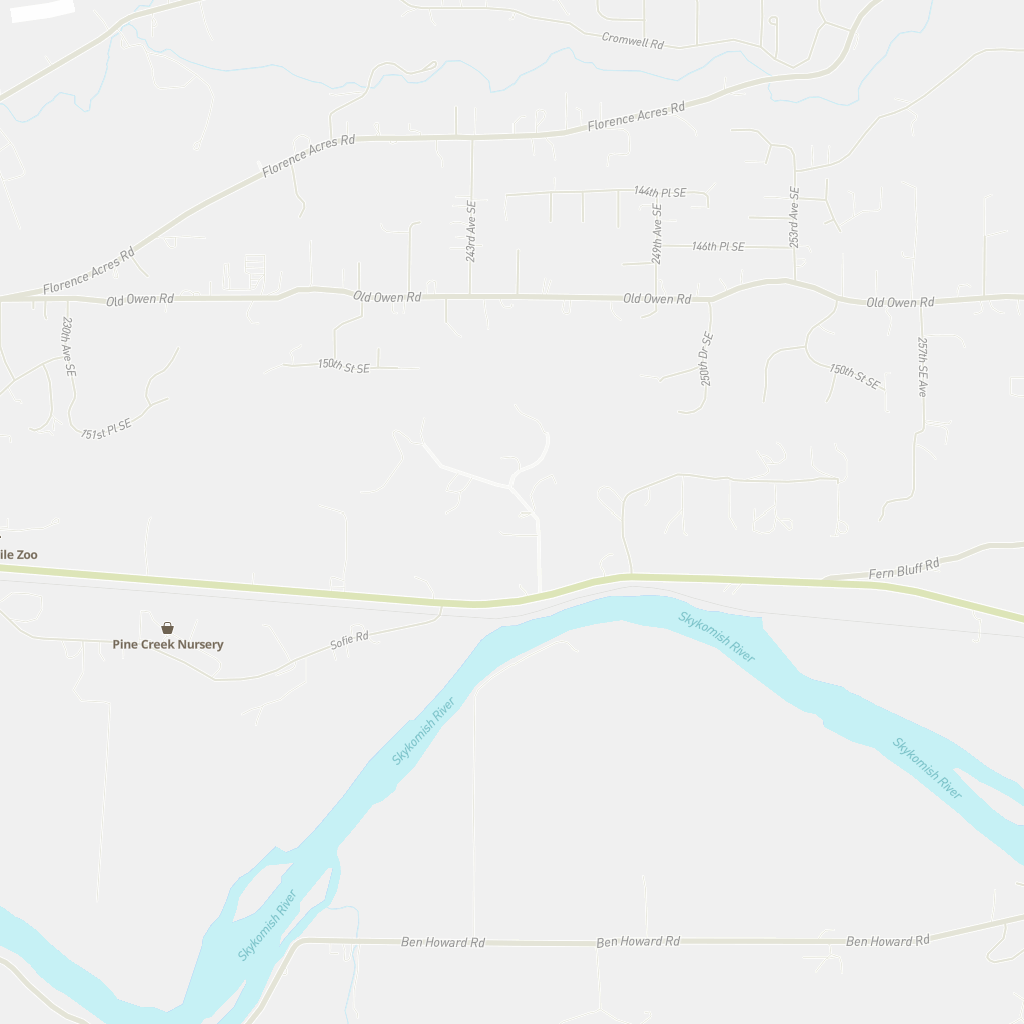 Cromwell Rd
Florence Acres Rd
Florence Acres Rd
144th Pl SE
243rd Ave SE
249th Ave SE
253rd Ave SE
146th Pl SE
Florence Acres Rd
Old Owen Rd
Old Owen Rd
Old Owen Rd
Old Owen Rd
230th Ave SE
150th St SE
250th Dr SE
150th St SE
257th SE Ave
151st Pl SE
ile Zoo
Fern Bluff Rd
Pine Creek Nursery
Sofie Rd
Skykomish River
Skykomish River
Skykomish River
Skykomish River
Ben Howard Rd
Ben Howard Rd
Ben Howard Rd